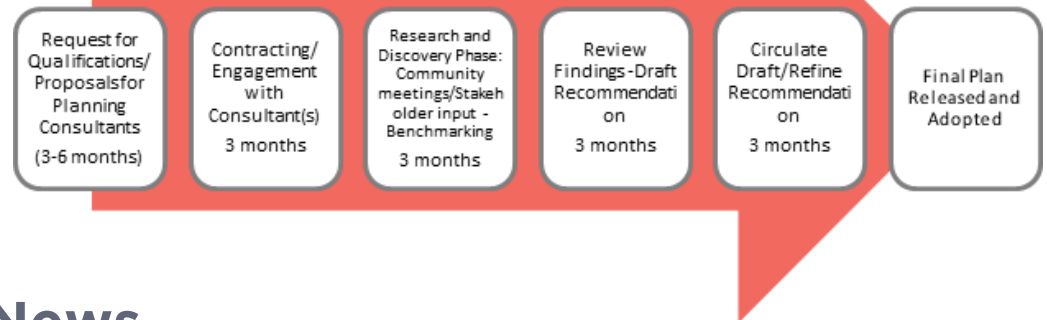 Request for
Qualifications/
Proposalsfor
Planning
Consultants
(3-6 months)
Contracting/
Engagement
with
Consultant(s)
3 months
Research and
Discovery Phase:
Community
meetings/Stakeh
older input -
Benchmarking
3 months
Review
Findings-Draft
Recommendati
on
3 months
Circulate
Draft/Refine
Recommendati
on
3 months
Final Plan
Released and
Adopted
News